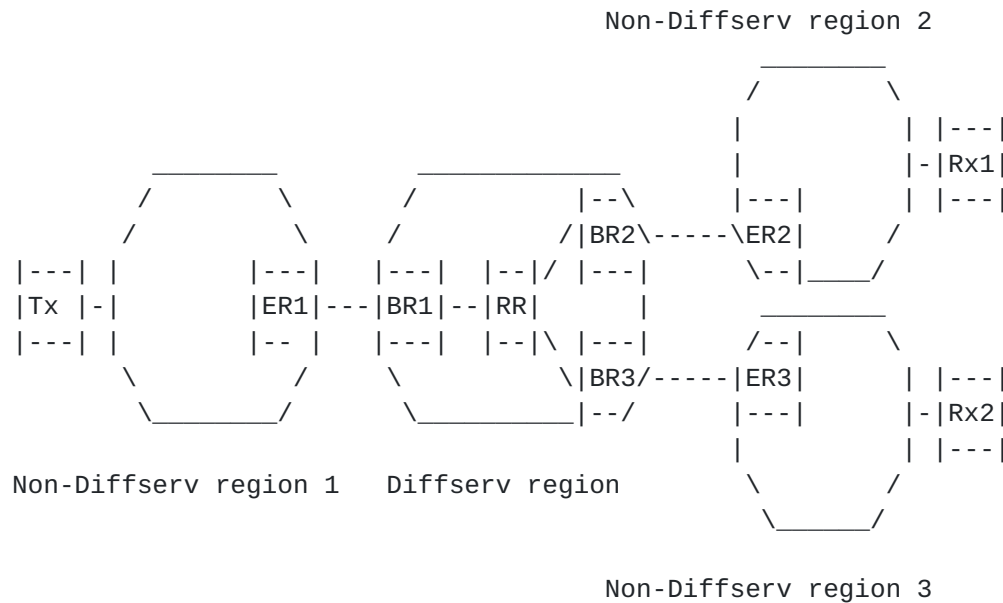 Non-Diffserv region 2
Rx1
BR2 ER2
Tx ER1 BR1 RR
BR3 ER3
Rx2
Non-Diffserv region 1 Diffserv region
Non-Diffserv region 3